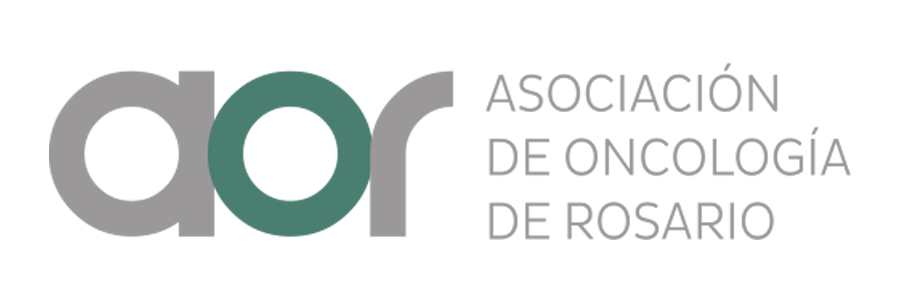 aor
ASOCIACIÓN
DE ONCOLOGÍA
DE ROSARIO